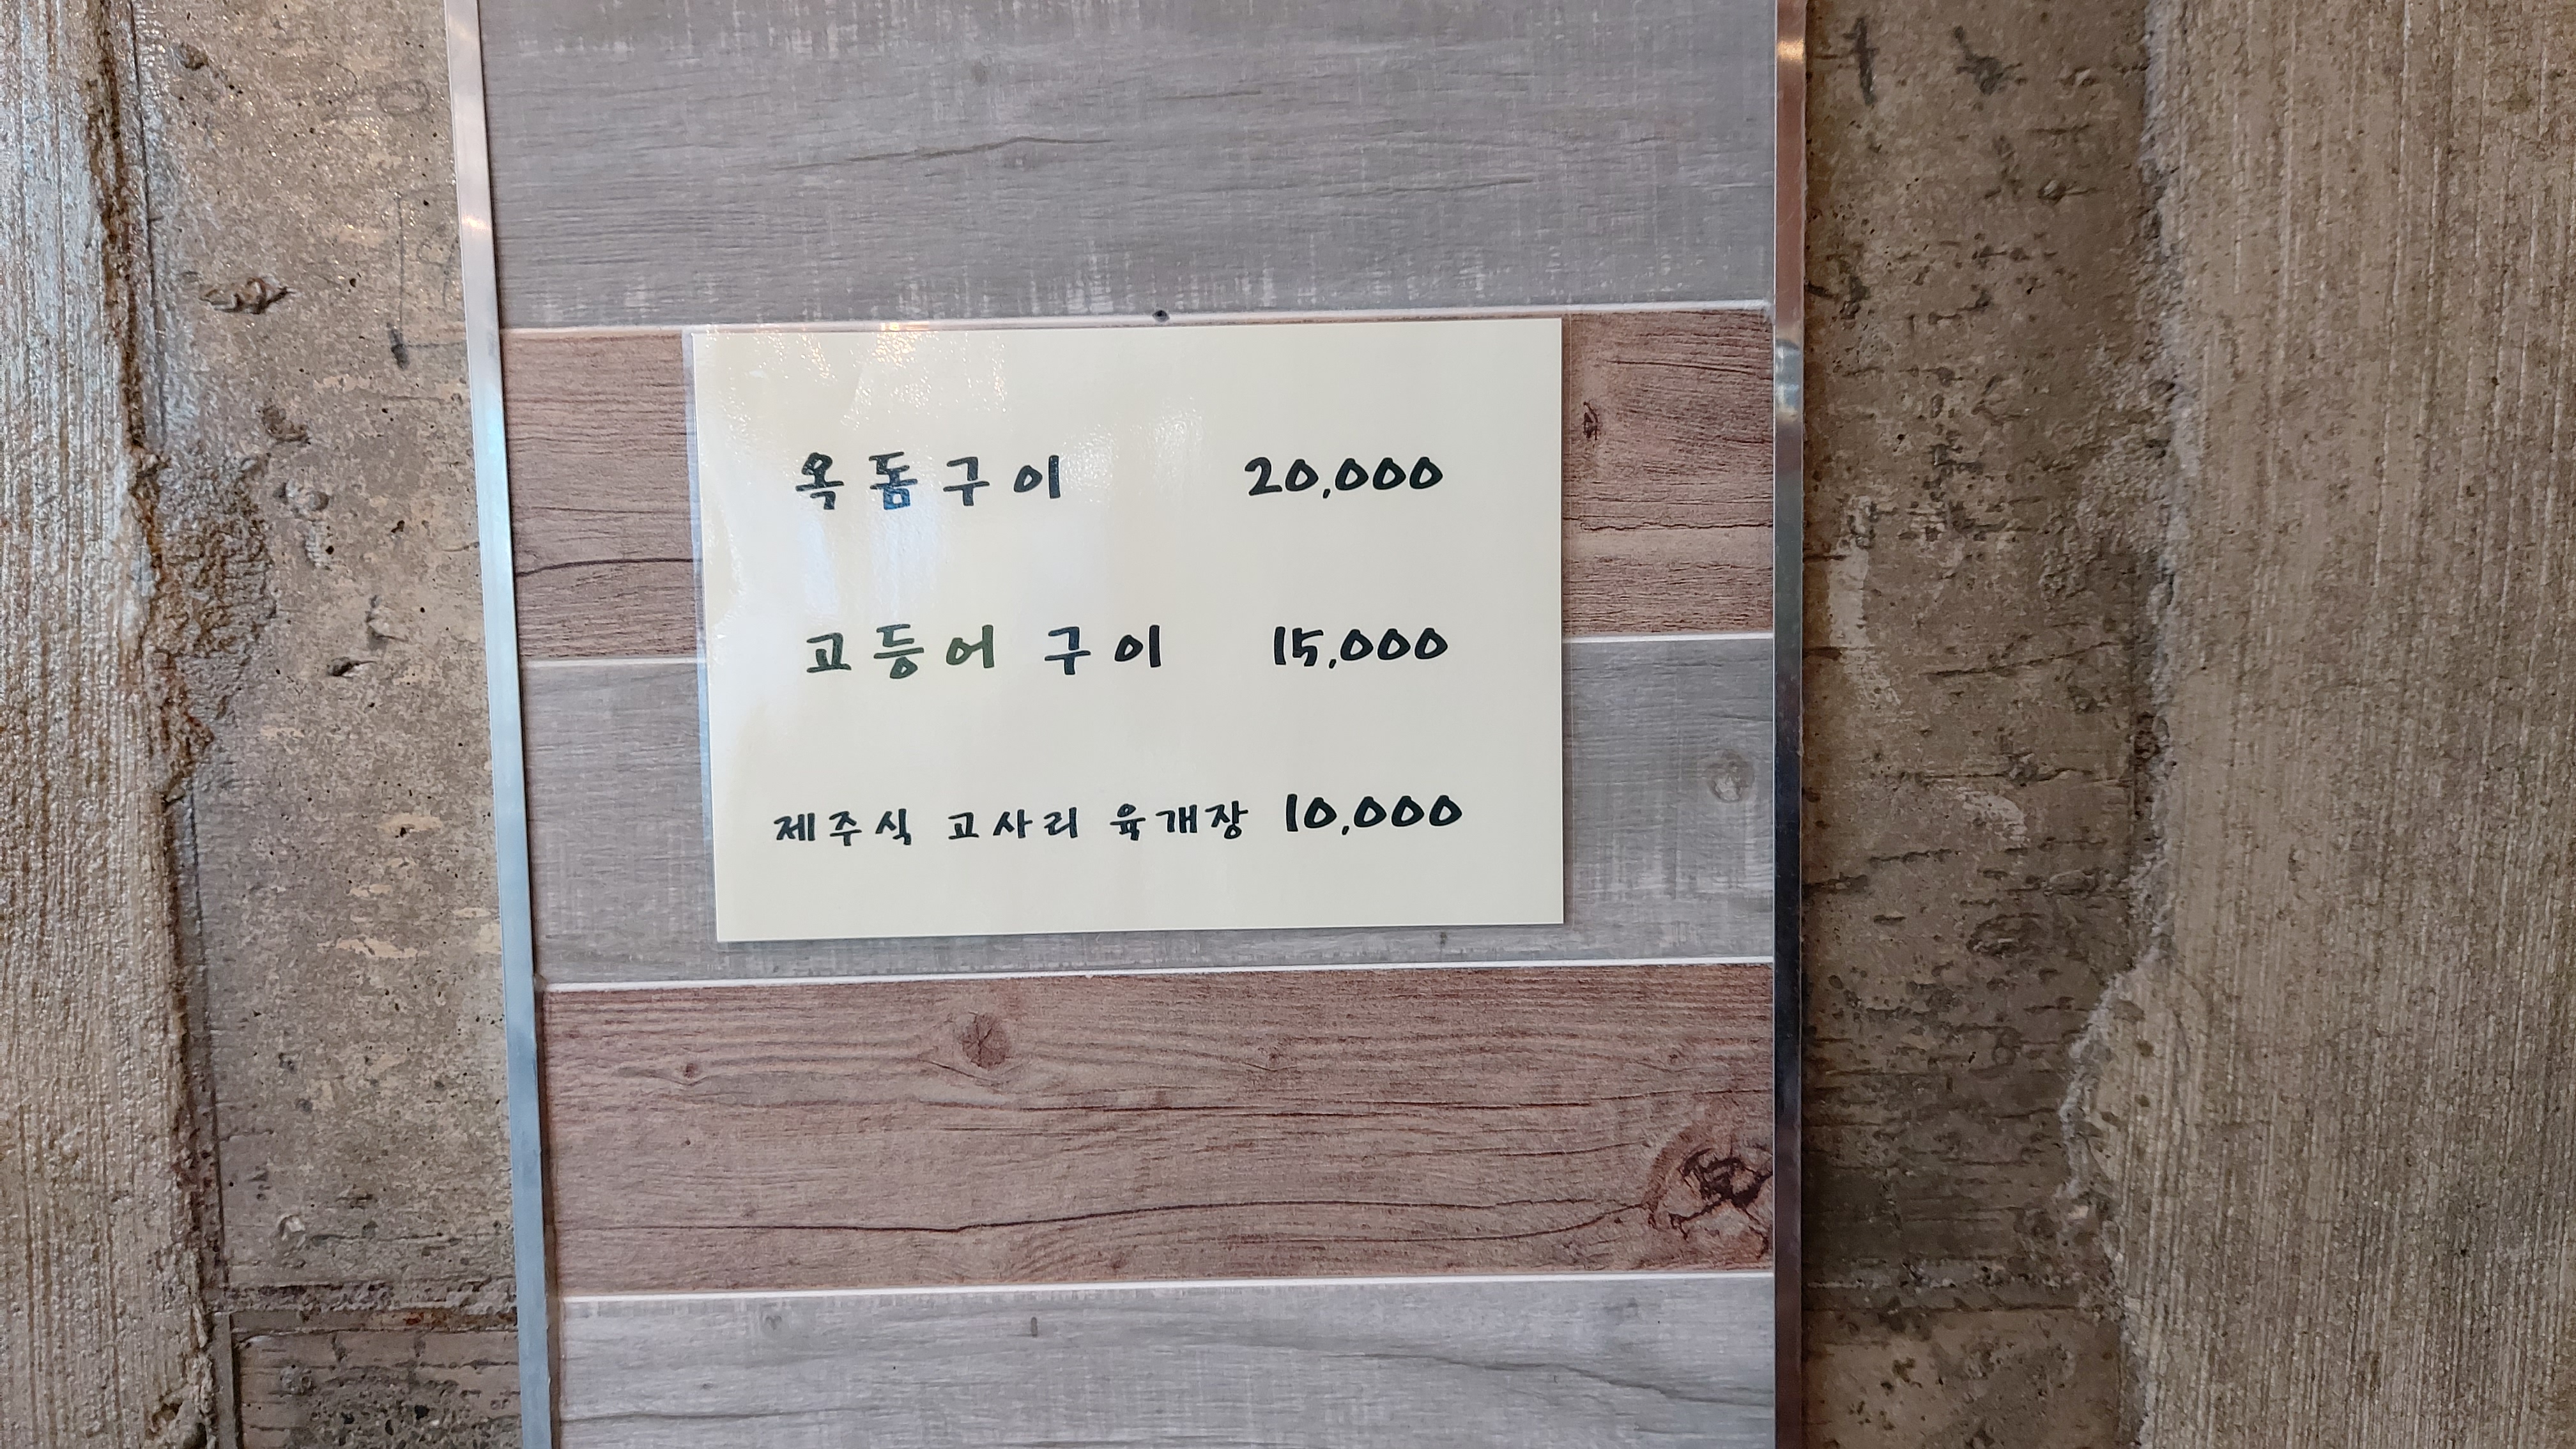 옥돔구이 20,000
고등어 구이 15,000
제주식 고사리 육개장 10,000